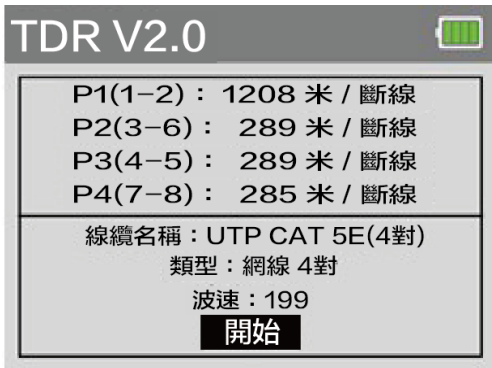 TDR V2.0
P1(1-2)： 1208 米 / 斷線
P2(3-6)： 289 米 / 斷線
P3(4-5)： 289 米 / 斷線
P4(7-8)： 285 米 / 斷線
線纜名稱：UTP CAT 5E(4對)
類型：網線 4對
波速：199
開始